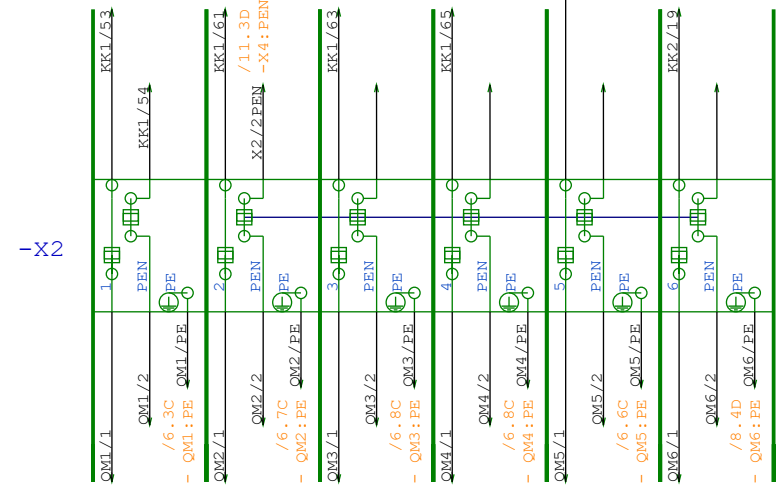 KK1/53
KK1/61
/11.3D
-X4:PEN
KK1/63
KK1/65
KK2/19
KK1/54
X2/2PEN
-X2
1
PEN
PE
2
PEN
PE
3
PEN
PE
4
PEN
PE
5
PEN
PE
6
PEN
PE
QM1/1
QM1/2
QM1/PE
/6.3C
- QM1:PE
QM2/1
QM2/2
QM2/PE
/6.7C
- QM2:PE
QM3/1
QM3/2
QM3/PE
/6.8C
- QM3:PE
QM4/1
QM4/2
QM4/PE
/6.8C
- QM4:PE
QM5/1
QM5/2
QM5/PE
/6.6C
- QM5:PE
QM6/1
QM6/2
QM6/PE
/8.4D
- QM6:PE